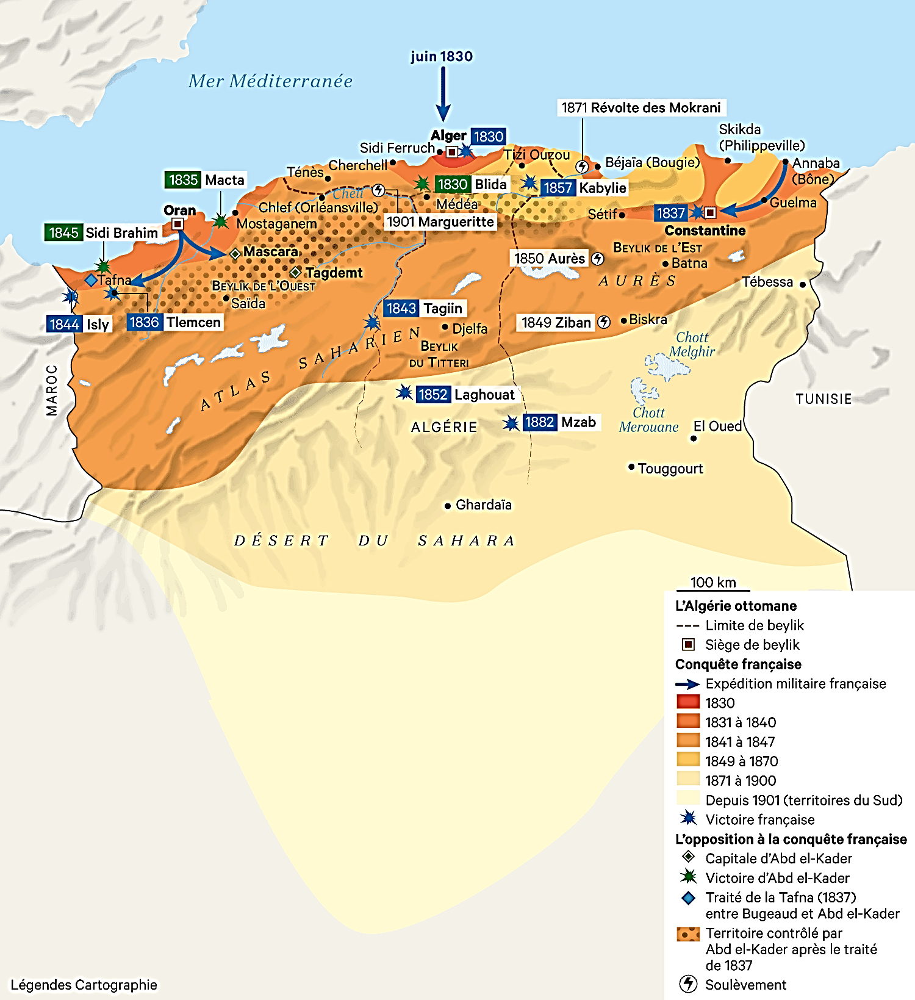 juin 1830
Mer Méditerranée
1871 Révolte des Mokrani
Skikda
(Philippeville)
Alger 1830
Sidi Ferruch
Tizi Ouzou
Béjaïa (Bougie)
Annaba
(Bône)
Ténès
Cherchell
1835 Macta
1830 Blida
1857 Kabylie
Chlef (Orléansville)
Médéa
Guelma
Oran
Mostaganem
1901 Margueritte
Sétif
1837
Constantine
1845 Sidi Brahim
Mascara
BEYLIK DE L'EST
1850 Aurès
Batna
Tagdemt
Tafna
BEYLIK DE L'OUEST
AURÈS
Tébessa
Saïda
1844 Isly
1836 Tlemcen
1843 Tagiin
Djelfa
1849 Ziban
Biskra
ATLAS SAHARIEN
BEYLIK
DU TITTERI
Chott
Melghir
MAROC
1852 Laghouat
TUNISIE
Chott
Merouane
ALGÉRIE
1882 Mzab
El Oued
Touggourt
Ghardaïa
DÉSERT DU SAHARA
100 km
L'Algérie ottomane
Limite de beylik
Siège de beylik
Conquête française
Expédition militaire française
1830
1831 à 1840
1841 à 1847
1849 à 1870
1871 à 1900
Depuis 1901 (territoires du Sud)
Victoire française
L'opposition à la conquête française
Capitale d'Abd el-Kader
Victoire d'Abd el-Kader
Traité de la Tafna (1837)
entre Bugeaud et Abd el-Kader
Territoire contrôlé par
Abd el-Kader après le traité
de 1837
Soulèvement
Légendes Cartographie